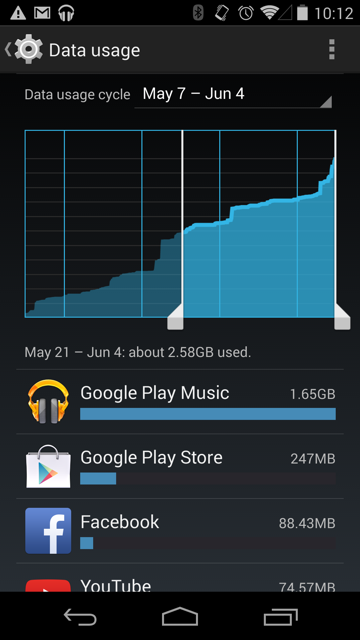 10:12
Data usage
Data usage cycle May 7 – Jun 4
May 21 – Jun 4: about 2.58GB used.
Google Play Music 1.65GB
Google Play Store 247MB
Facebook 88.43MB
YouTube 74.57MB